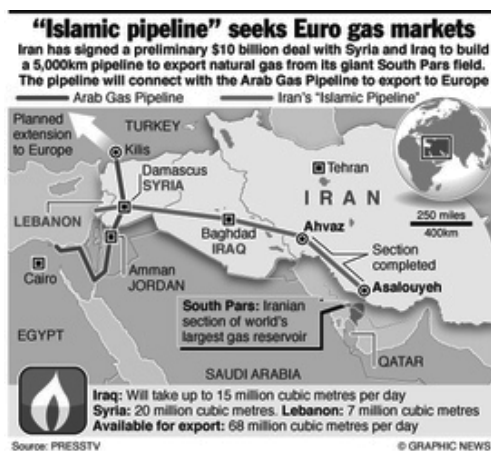 “Islamic pipeline” seeks Euro gas markets
Iran has signed a preliminary $10 billion deal with Syria and Iraq to build
a 5,000km pipeline to export natural gas from its giant South Pars field.
The pipeline will connect with the Arab Gas Pipeline to export to Europe
Arab Gas Pipeline
Iran's “Islamic Pipeline”
Planned
extension
to Europe
TURKEY
Kilis
Damascus
SYRIA
Tehran
IRAN
LEBANON
Baghdad
IRAQ
Ahvaz
250 miles
400km
Section
completed
Cairo
Amman
JORDAN
Asalouyeh
South Pars: Iranian
section of world's
largest gas reservoir
EGYPT
QATAR
SAUDI ARABIA
Iraq: Will take up to 15 million cubic metres per day
Syria: 20 million cubic metres. Lebanon: 7 million cubic metres
Available for export: 68 million cubic metres per day
Source: PRESSTV
© GRAPHIC NEWS